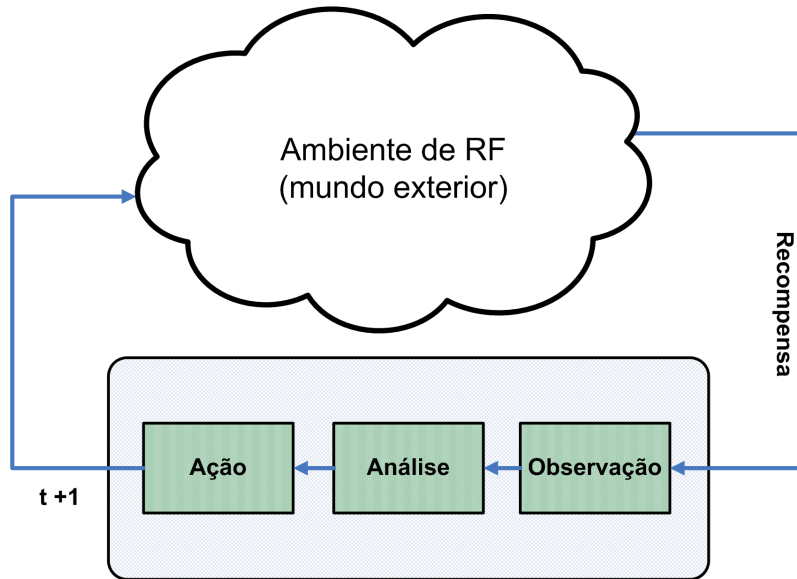 Ambiente de RF
(mundo exterior)
Recompensa
Ação
Análise
Observação
t +1